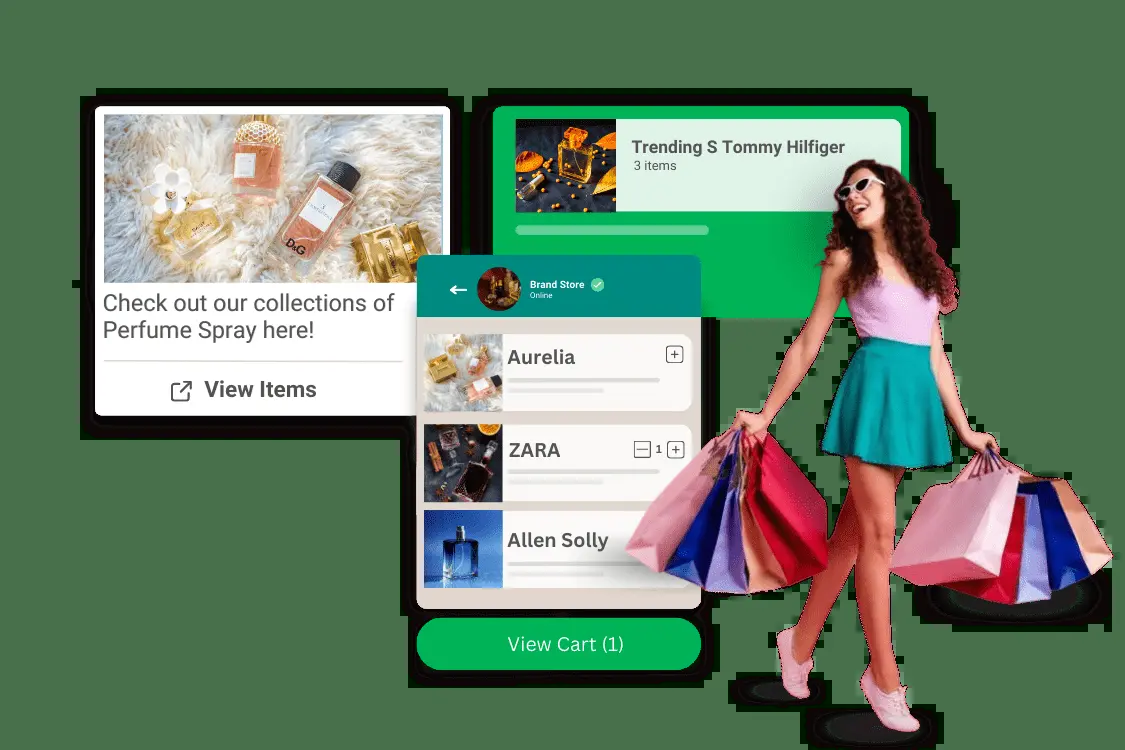 Check out our collections of
Perfume Spray here!
View Items
Trending S Tommy Hilfiger
3 items
Brand Store
Online
Aurelia
ZARA
1
Allen Solly
View Cart (1)
D&G